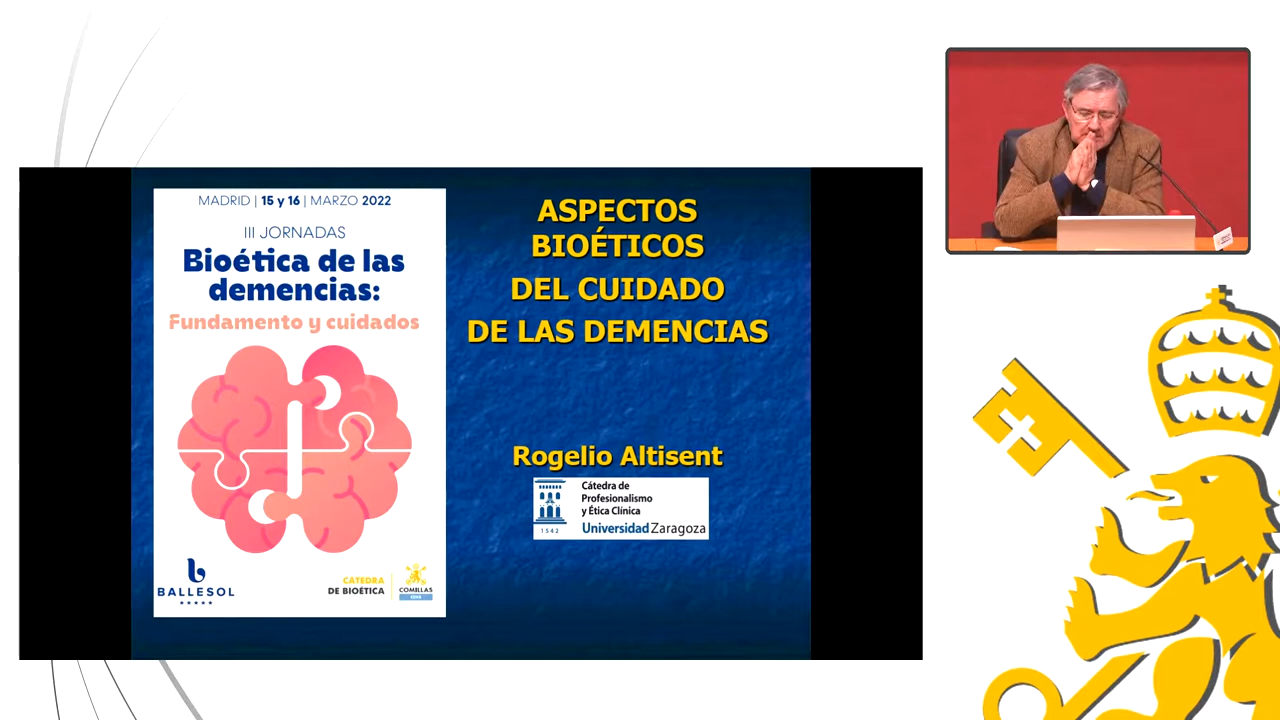 MADRID | 15 y 16 | MARZO 2022
III JORNADAS
Bioética de las
demencias:
Fundamento y cuidados
BALLESOL
CÁTEDRA
DE BIOÉTICA
COMILLAS
ASPECTOS
BIOÉTICOS
DEL CUIDADO
DE LAS DEMENCIAS
Rogelio Altisent
Cátedra de
Profesionalismo
y Ética Clínica
1542
Universidad Zaragoza